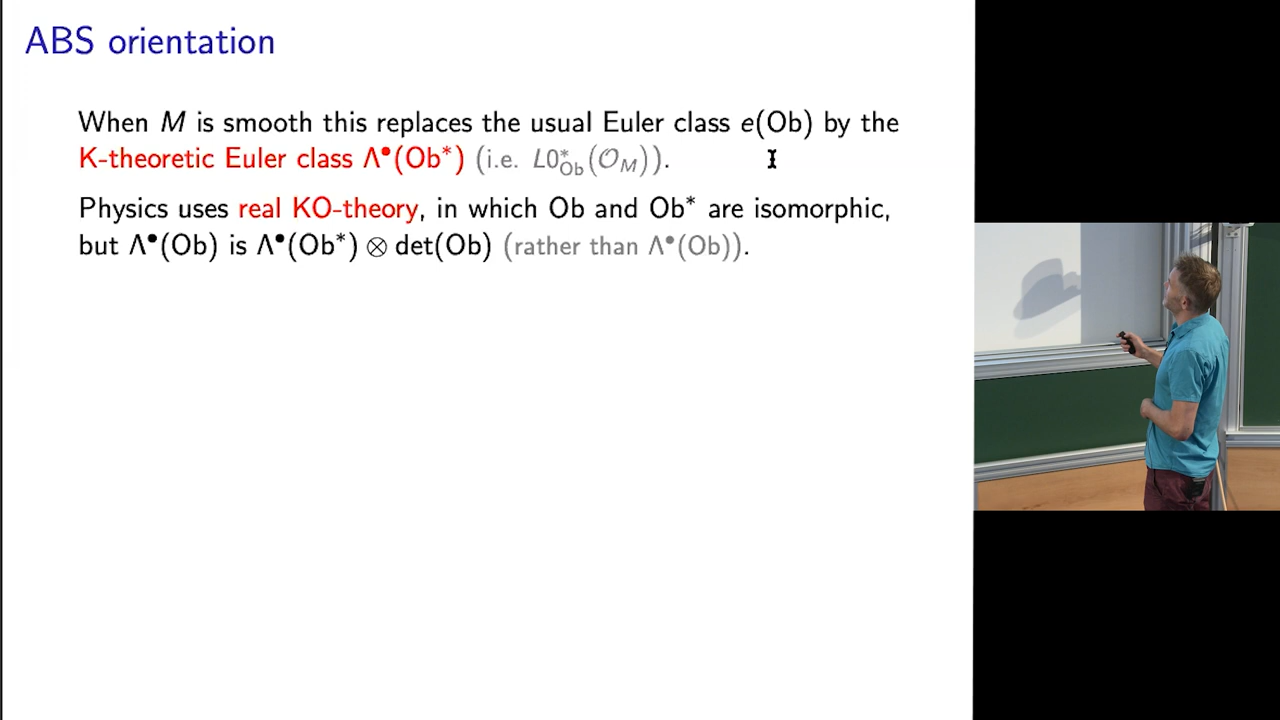 ABS orientation
When M is smooth this replaces the usual Euler class e(Ob) by the
K-theoretic Euler class Λ•(Ob*) (i.e. L0*_Ob(𝒪_M)).
Physics uses real KO-theory, in which Ob and Ob* are isomorphic,
but Λ•(Ob) is Λ•(Ob*) ⊗ det(Ob) (rather than Λ•(Ob)).